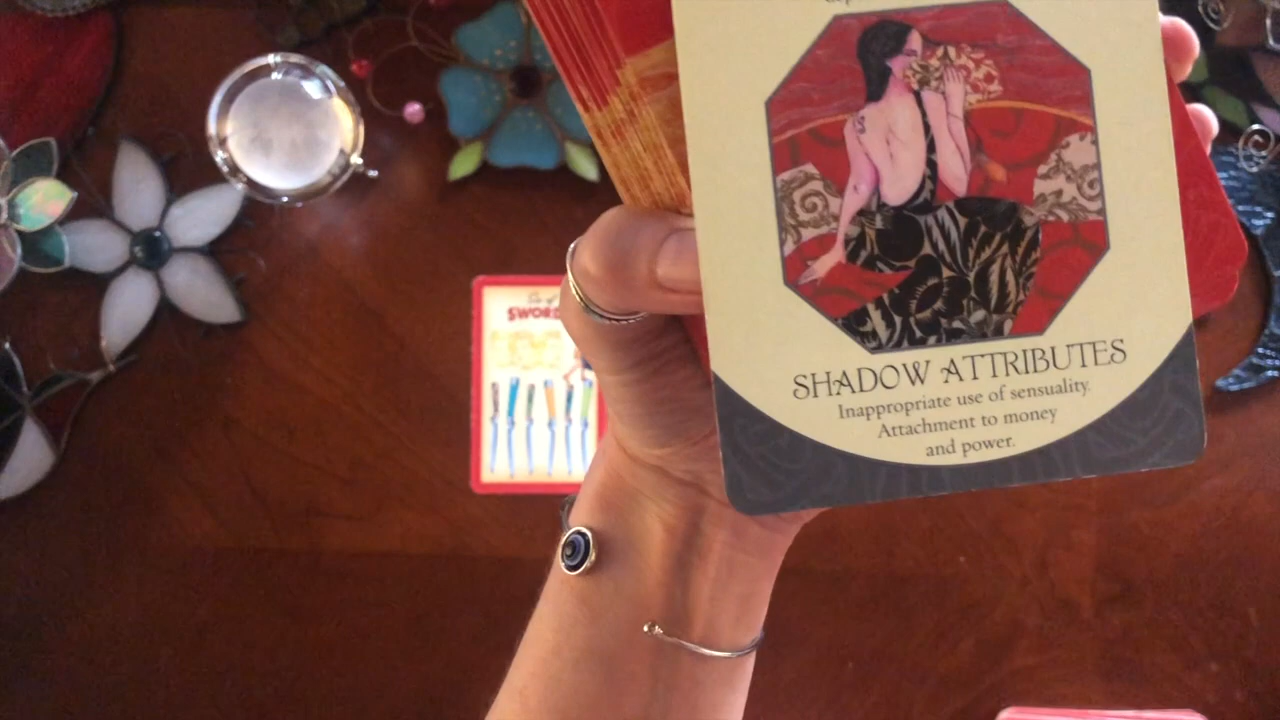 SWORD
SHADOW ATTRIBUTES
Inappropriate use of sensuality.
Attachment to money
and power.